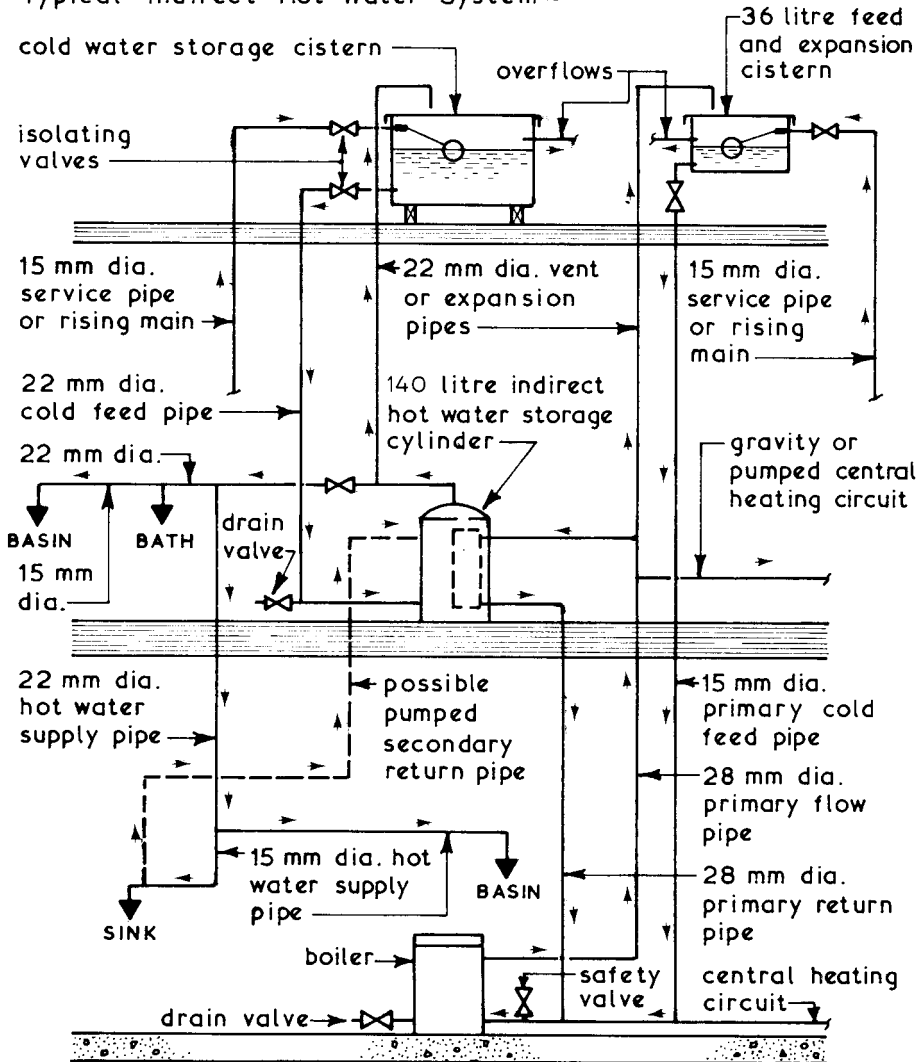 Typical Indirect Hot Water System ~
cold water storage cistern
overflows
36 litre feed
and expansion
cistern
isolating
valves
15 mm dia.
service pipe
or rising main
22 mm dia. vent
or expansion
pipes
15 mm dia.
service pipe
or rising
main
22 mm dia.
cold feed pipe
140 litre indirect
hot water storage
cylinder
22 mm dia.
gravity or
pumped central
heating circuit
drain
valve
BASIN
BATH
15 mm
dia.
22 mm dia.
hot water
supply pipe
possible
pumped
secondary
return pipe
15 mm dia.
primary cold
feed pipe
28 mm dia.
primary flow
pipe
15 mm dia. hot
water supply
pipe
BASIN
28 mm dia.
primary return
pipe
SINK
boiler
safety
valve
central heating
circuit
drain valve